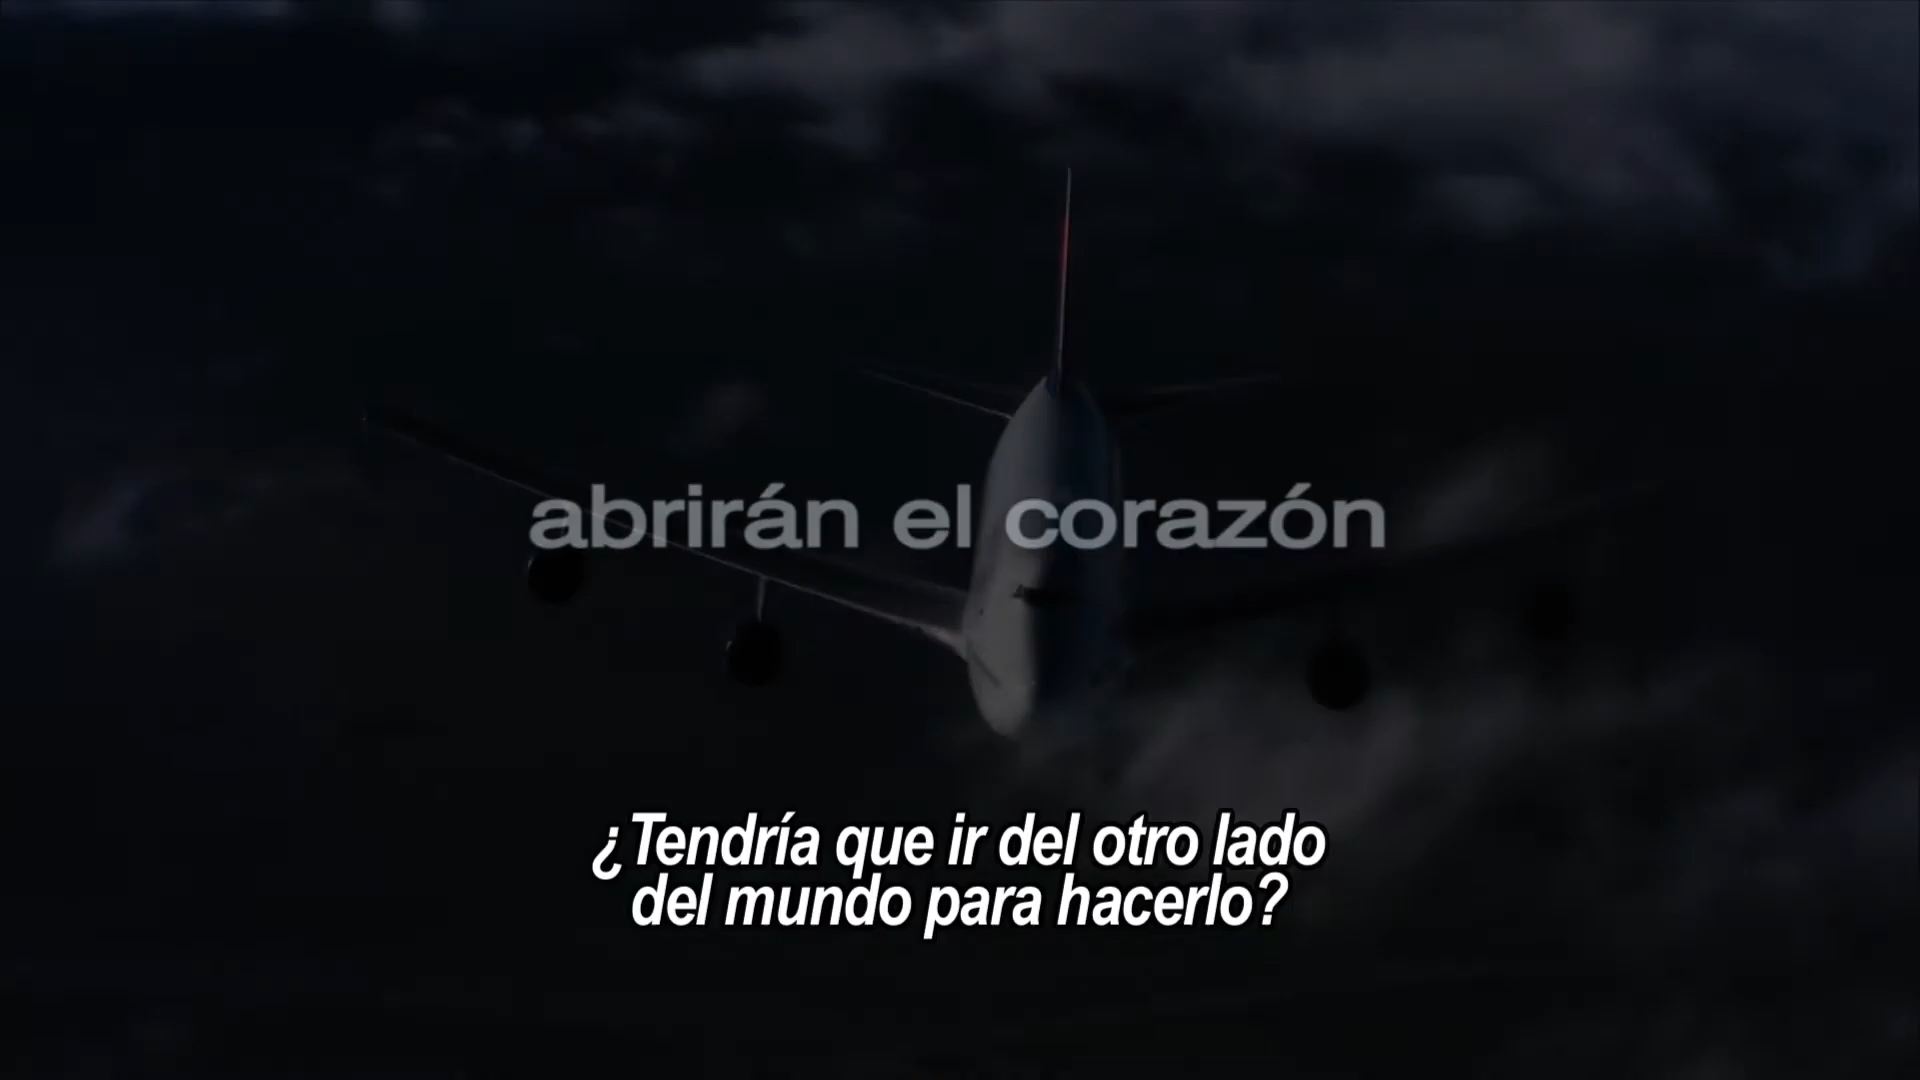 abrirán el corazón
¿Tendría que ir del otro lado
del mundo para hacerlo?